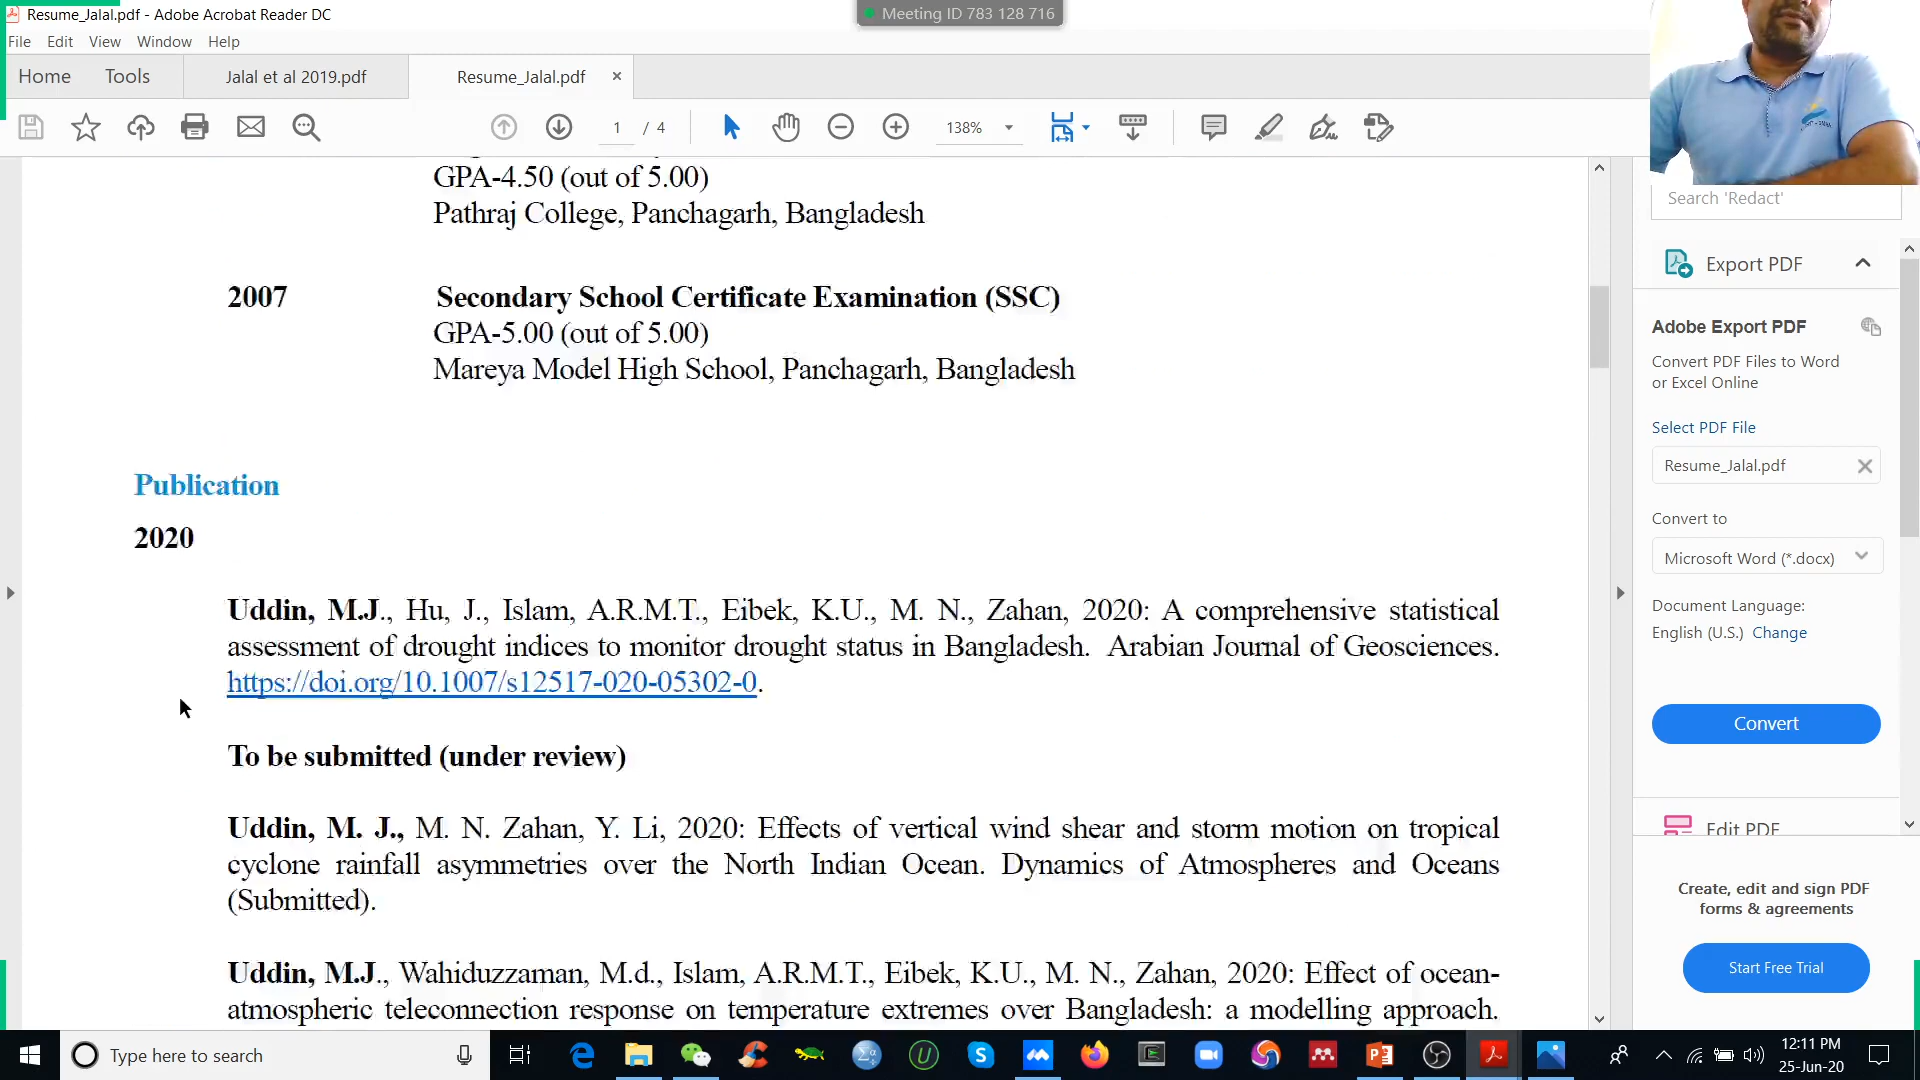 Resume_Jalal.pdf - Adobe Acrobat Reader DC
Meeting ID 783 128 716
File Edit View Window Help
Home Tools Jalal et al 2019.pdf Resume_Jalal.pdf
1 / 4 138%
GPA-4.50 (out of 5.00)
Pathraj College, Panchagarh, Bangladesh
2007 Secondary School Certificate Examination (SSC)
GPA-5.00 (out of 5.00)
Mareya Model High School, Panchagarh, Bangladesh
Publication
2020
Uddin, M.J., Hu, J., Islam, A.R.M.T., Eibek, K.U., M. N., Zahan, 2020: A comprehensive statistical
assessment of drought indices to monitor drought status in Bangladesh. Arabian Journal of Geosciences.
https://doi.org/10.1007/s12517-020-05302-0.
To be submitted (under review)
Uddin, M. J., M. N. Zahan, Y. Li, 2020: Effects of vertical wind shear and storm motion on tropical
cyclone rainfall asymmetries over the North Indian Ocean. Dynamics of Atmospheres and Oceans
(Submitted).
Uddin, M.J., Wahiduzzaman, M.d., Islam, A.R.M.T., Eibek, K.U., M. N., Zahan, 2020: Effect of ocean-
atmospheric teleconnection response on temperature extremes over Bangladesh: a modelling approach.
Search 'Redact'
Export PDF
Adobe Export PDF
Convert PDF Files to Word
or Excel Online
Select PDF File
Resume_Jalal.pdf
Convert to
Microsoft Word (*.docx)
Document Language:
English (U.S.) Change
Convert
Edit PDF
Create, edit and sign PDF
forms & agreements
Start Free Trial
Type here to search
12:11 PM
25-Jun-20